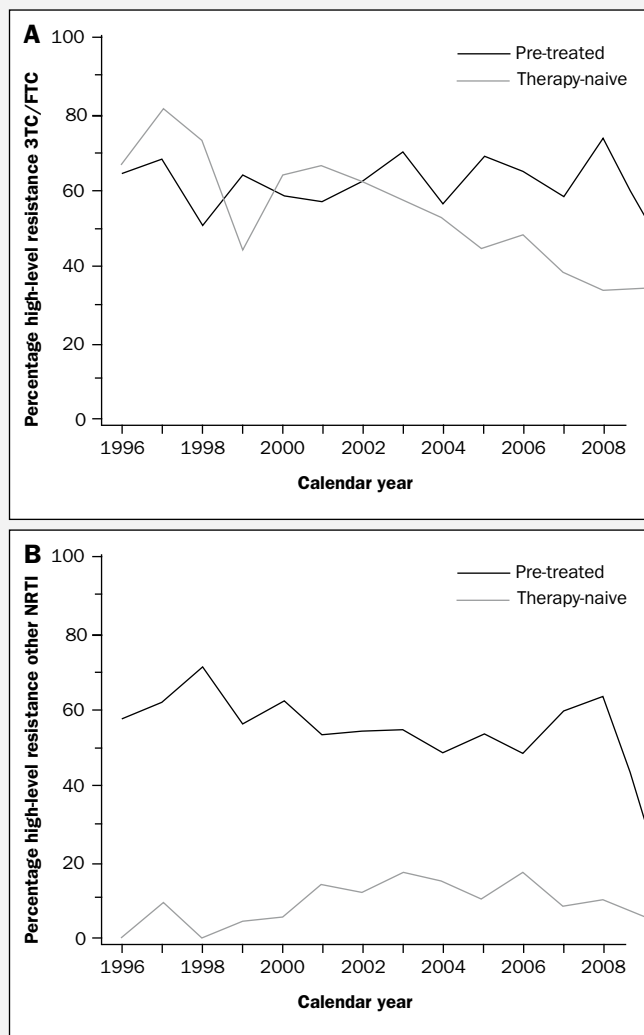 A
100
80
60
40
20
0
Percentage high-level resistance 3TC/FTC
Pre-treated
Therapy-naive
1996 1998 2000 2002 2004 2006 2008
Calendar year
B
100
80
60
40
20
0
Percentage high-level resistance other NRTI
Pre-treated
Therapy-naive
1996 1998 2000 2002 2004 2006 2008
Calendar year